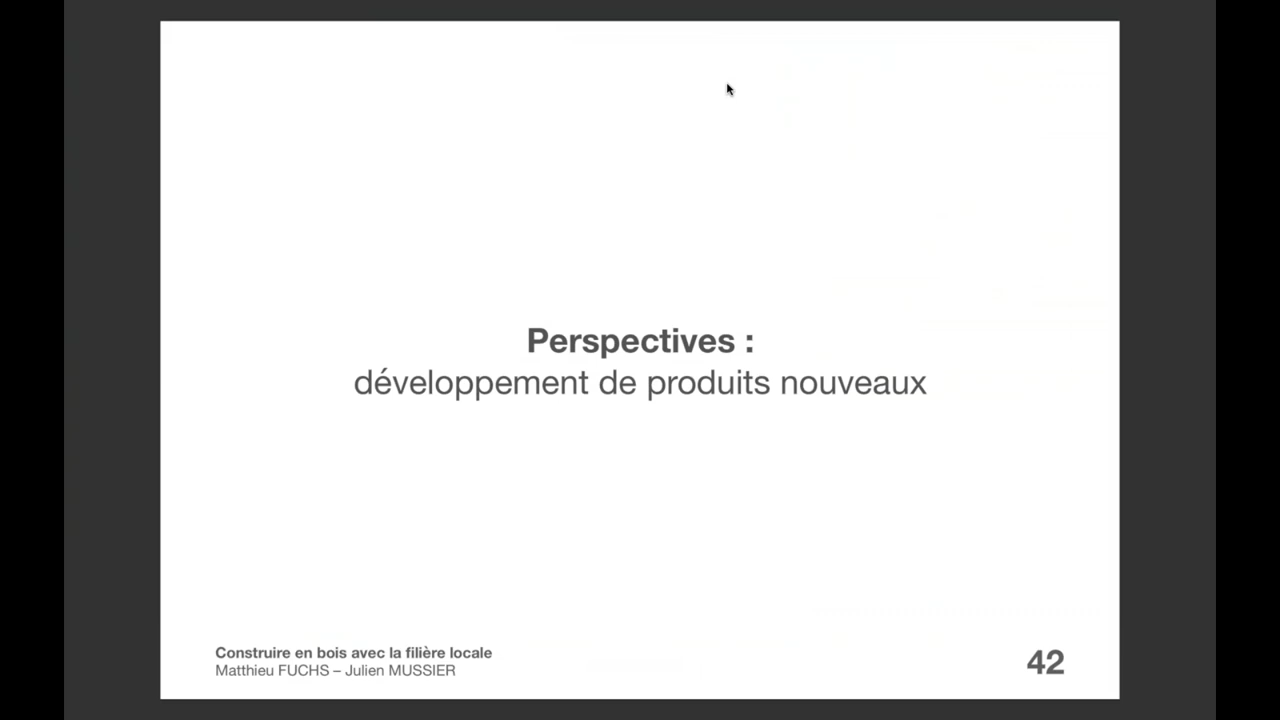 Perspectives :
développement de produits nouveaux
Construire en bois avec la filière locale
Matthieu FUCHS – Julien MUSSIER
42